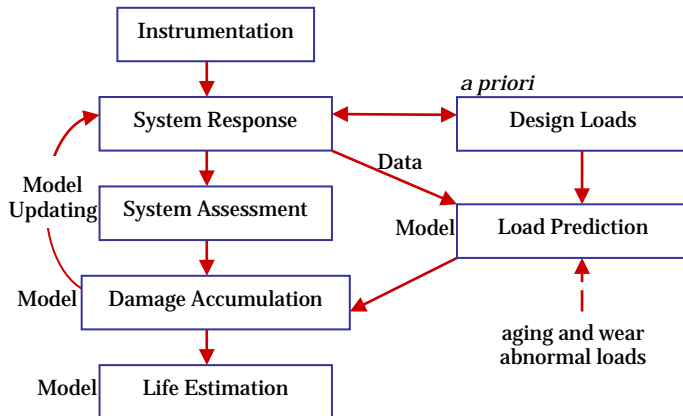 Instrumentation
a priori
System Response
Design Loads
Data
Model
Updating
System Assessment
Model
Load Prediction
Model
Damage Accumulation
aging and wear
abnormal loads
Model
Life Estimation